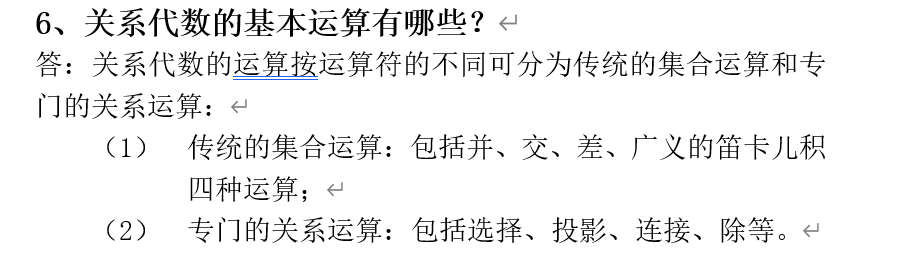 6、关系代数的基本运算有哪些？
答：关系代数的运算按运算符的不同可分为传统的集合运算和专
门的关系运算：
（1） 传统的集合运算：包括并、交、差、广义的笛卡儿积
四种运算；
（2） 专门的关系运算：包括选择、投影、连接、除等。